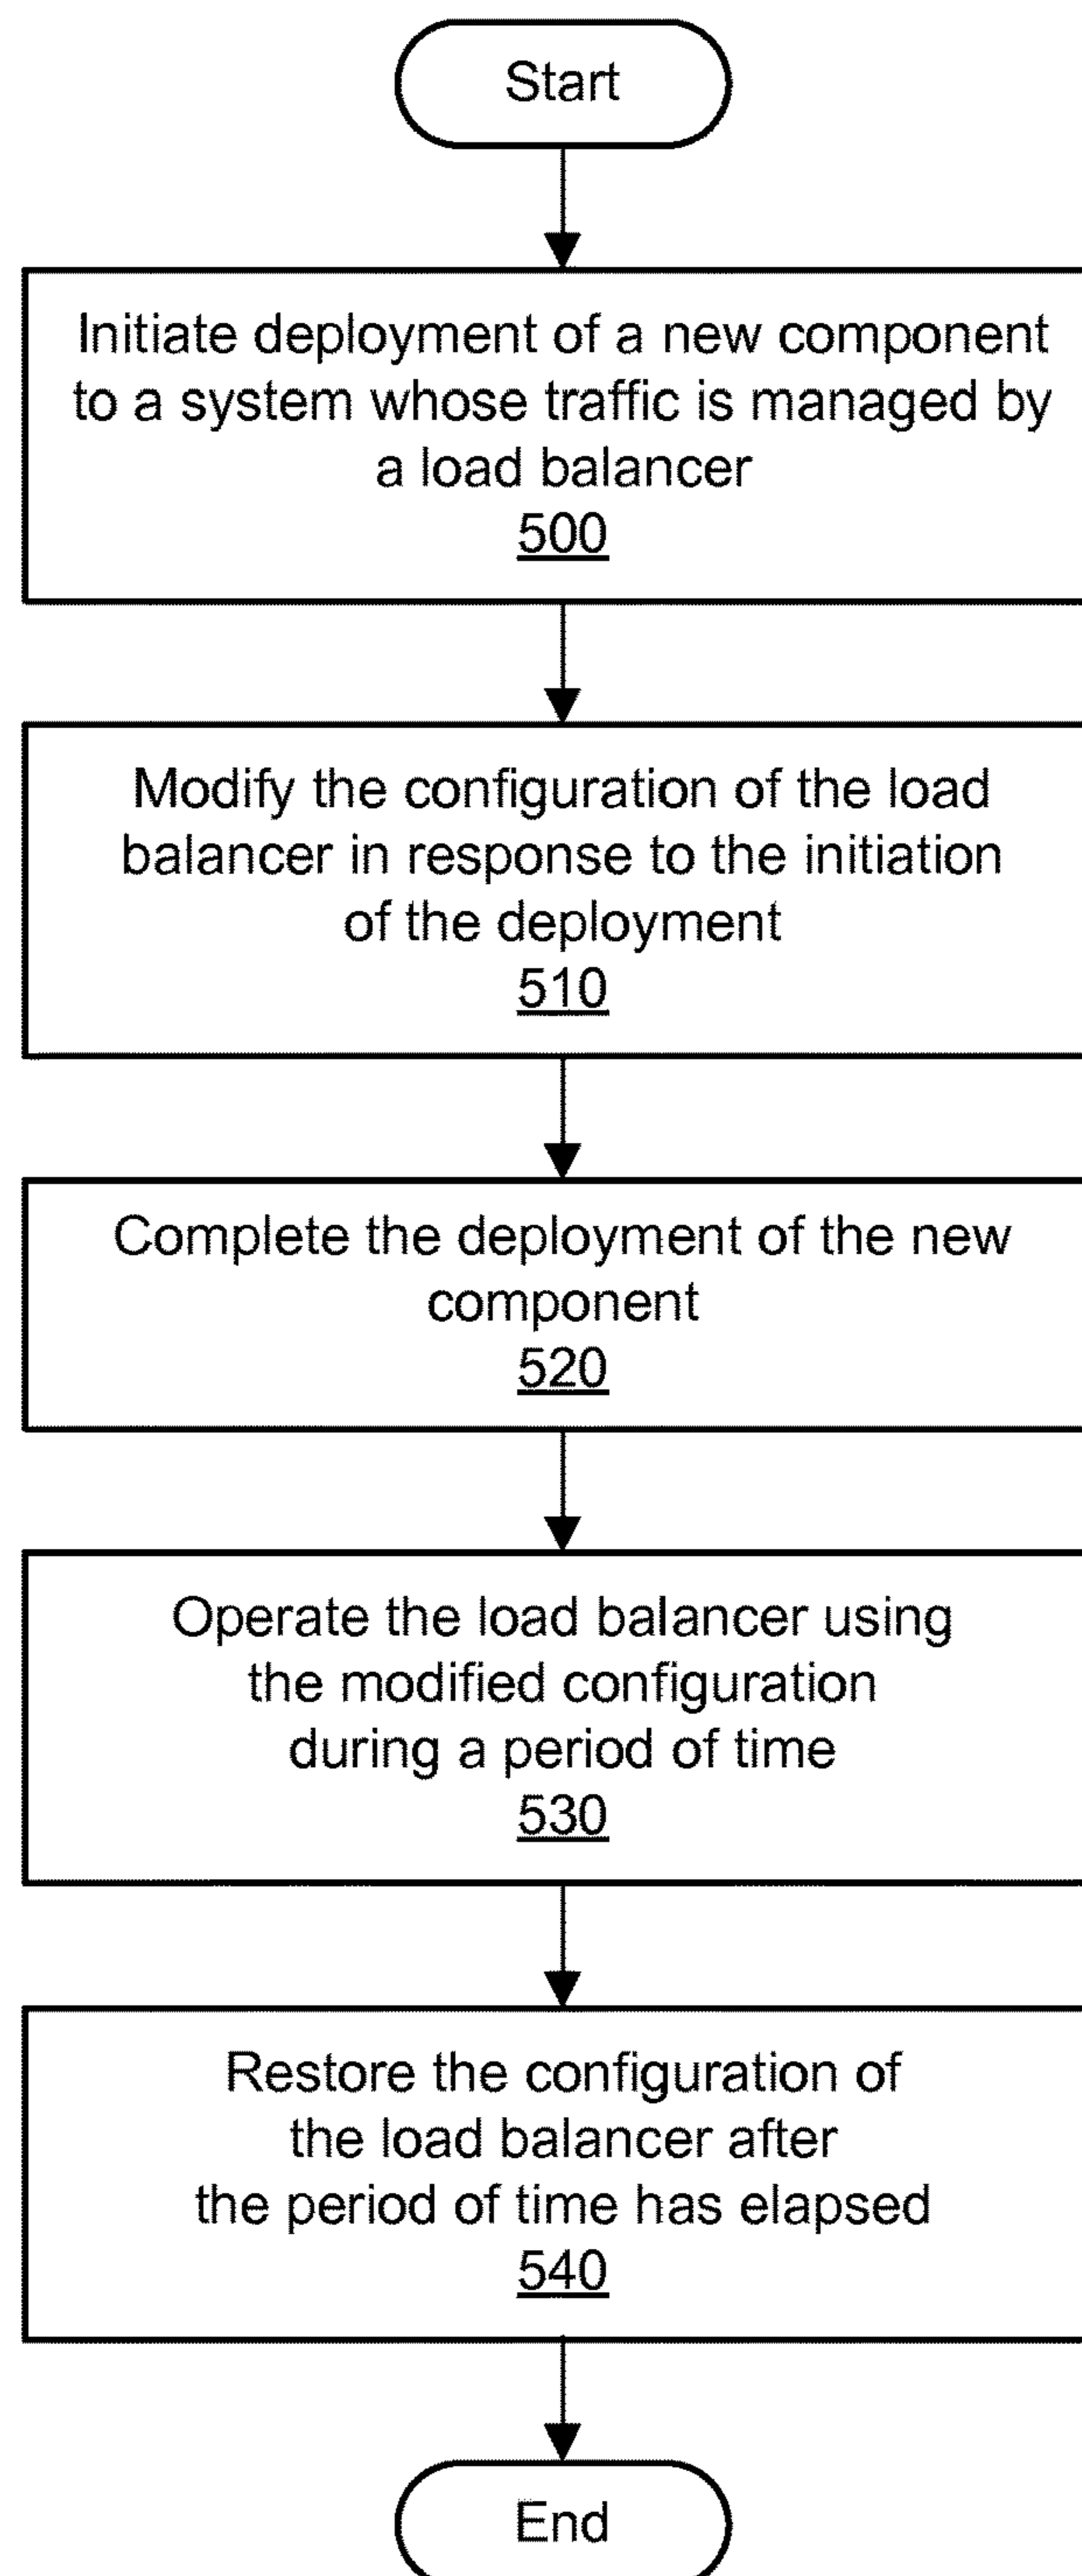 Start
Initiate deployment of a new component
to a system whose traffic is managed by
a load balancer
500
Modify the configuration of the load
balancer in response to the initiation
of the deployment
510
Complete the deployment of the new
component
520
Operate the load balancer using
the modified configuration
during a period of time
530
Restore the configuration of
the load balancer after
the period of time has elapsed
540
End